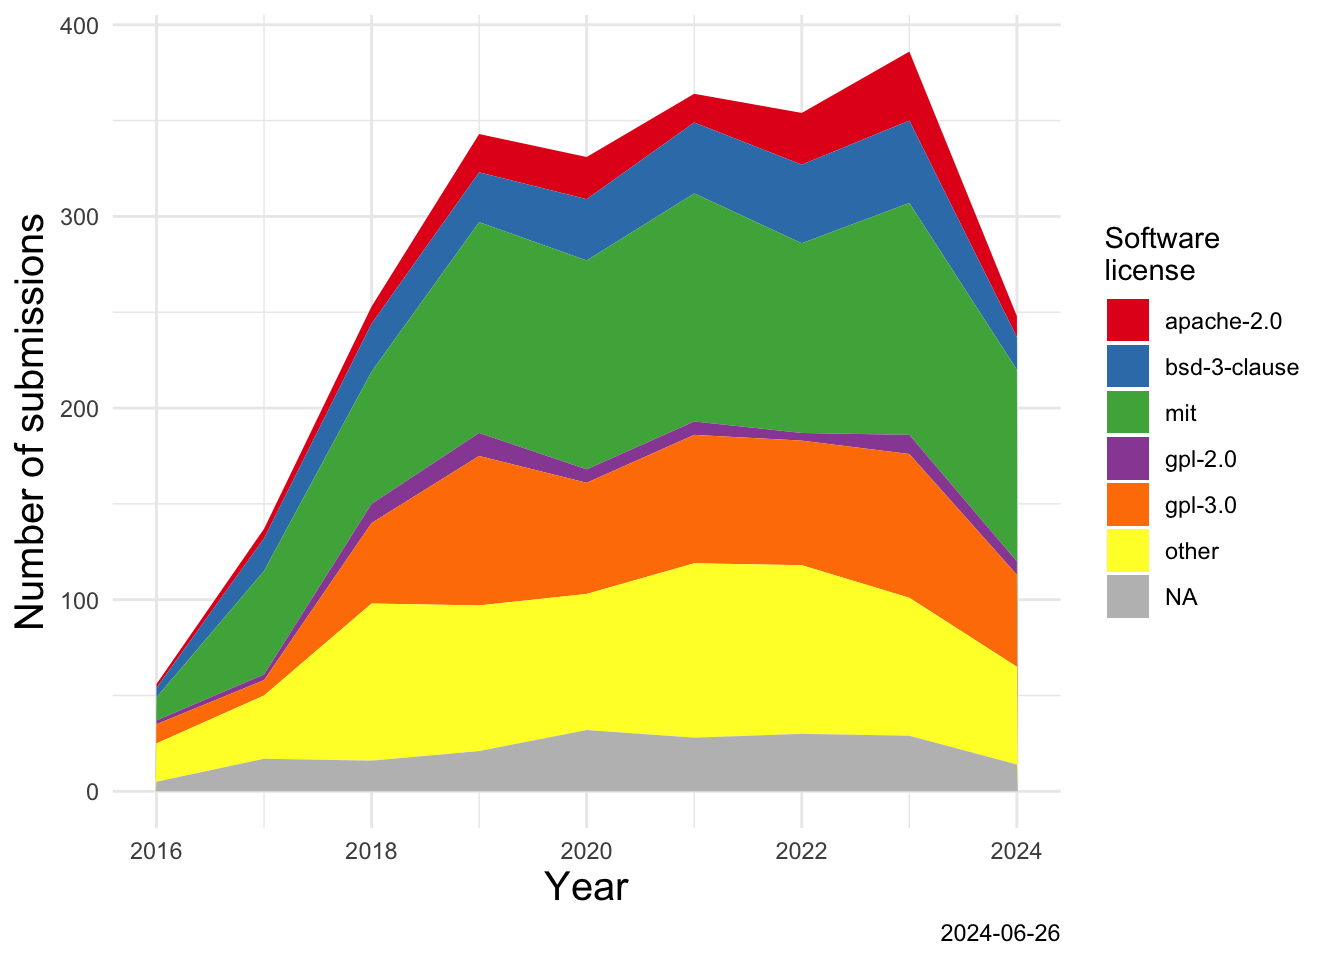 400
300
200
100
0
Number of submissions
2016
2018
2020
2022
2024
Year
Software
license
apache-2.0
bsd-3-clause
mit
gpl-2.0
gpl-3.0
other
NA
2024-06-26